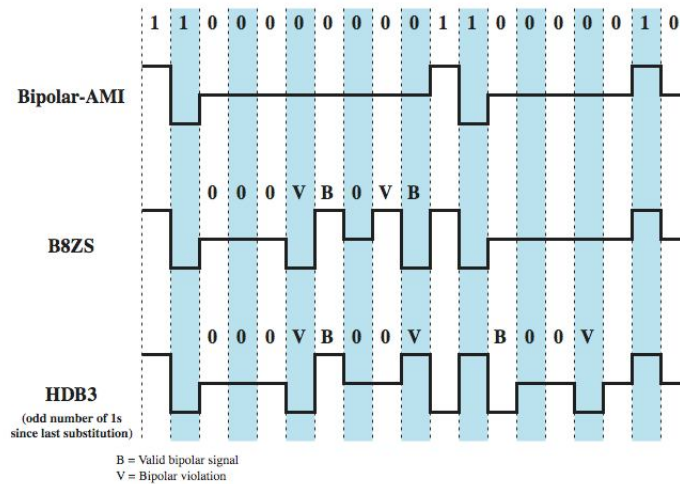 1 1 0 0 0 0 0 0 0 0 1 1 0 0 0 0 0 1 0
Bipolar-AMI
0 0 0 V B 0 V B
B8ZS
0 0 0 V B 0 0 V B 0 0 V
HDB3
(odd number of 1s
since last substitution)
B = Valid bipolar signal
V = Bipolar violation